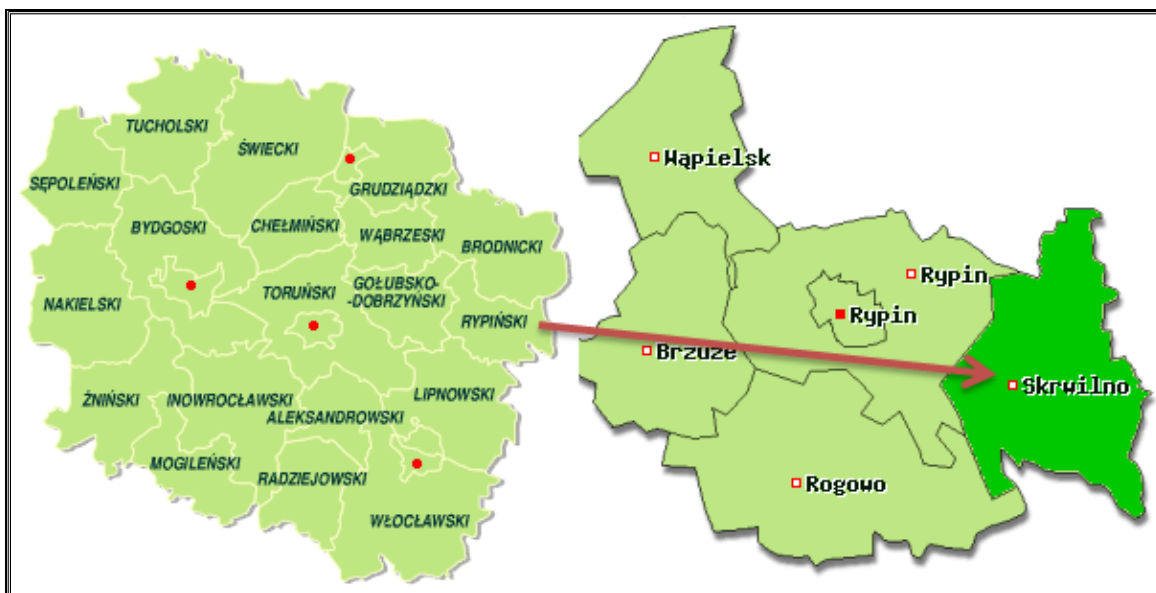 TUCHOLSKI
ŚWIECKI
SĘPOLEŃSKI
GRUDZIĄDZKI
BYDGOSKI
CHEŁMIŃSKI
WĄBRZESKI
BRODNICKI
NAKIELSKI
TORUŃSKI
GOŁUBSKO-
-DOBRZYŃSKI
RYPIŃSKI
ŻNIŃSKI
INOWROCŁAWSKI
ALEKSANDROWSKI
LIPNOWSKI
MOGILEŃSKI
RADZIEJOWSKI
WŁOCŁAWSKI
Wąpielsk
Rypin
Rypin
Brzuze
Skrwilno
Rogowo